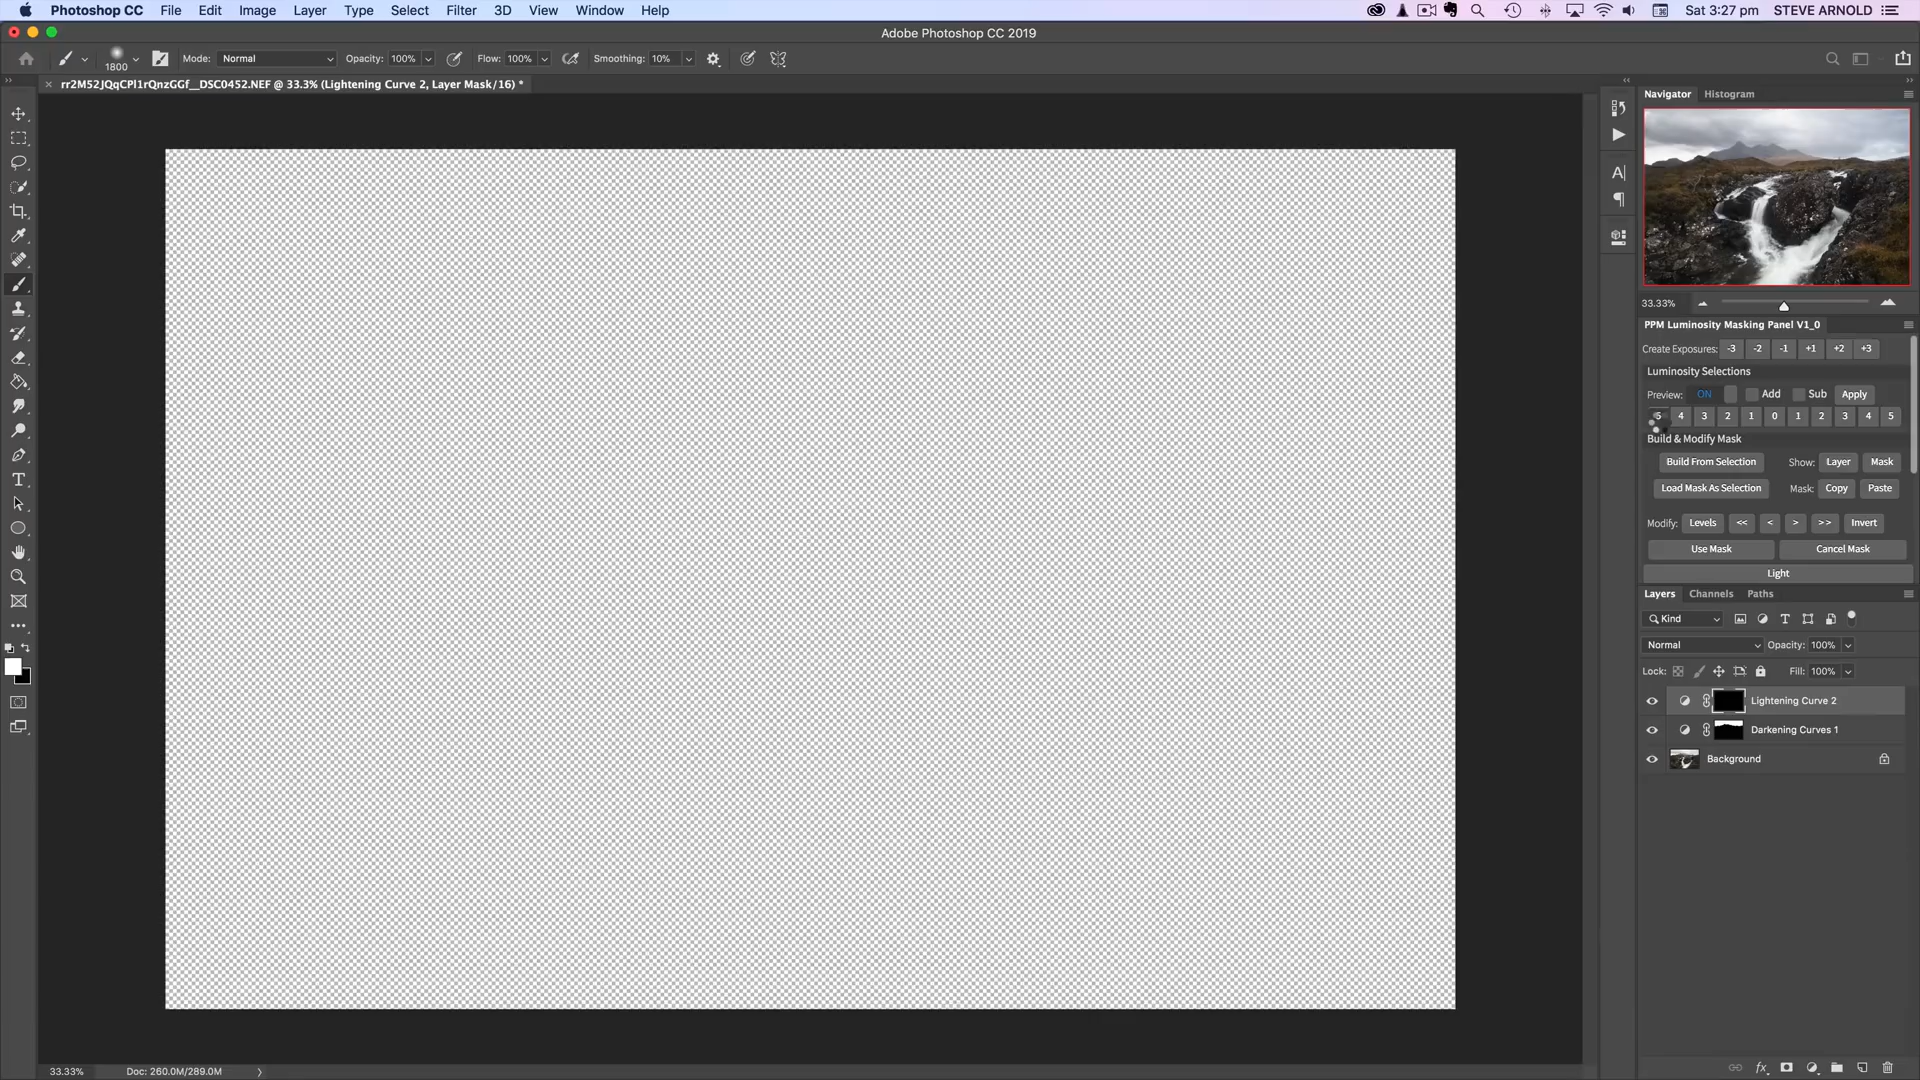 Photoshop CC File Edit Image Layer Type Select Filter 3D View Window Help Sat 3:27 pm STEVE ARNOLD
Adobe Photoshop CC 2019
1800 Mode: Normal Opacity: 100% Flow: 100% Smoothing: 10%
rr2M52JQqCPl1rQnzGGf__DSC0452.NEF @ 33.3% (Lightening Curve 2, Layer Mask/16) *
Navigator Histogram
33.33%
PPM Luminosity Masking Panel V1_0
Create Exposures: -3 -2 -1 +1 +2 +3
Luminosity Selections
Preview: ON Add Sub Apply
5 4 3 2 1 0 1 2 3 4 5
Build & Modify Mask
Build From Selection Show: Layer Mask
Load Mask As Selection Mask: Copy Paste
Modify: Levels << < > >> Invert
Use Mask Cancel Mask
Light
Layers Channels Paths
Kind
Normal Opacity: 100%
Lock: Fill: 100%
Lightening Curve 2
Darkening Curves 1
Background
33.33% Doc: 260.0M/289.0M